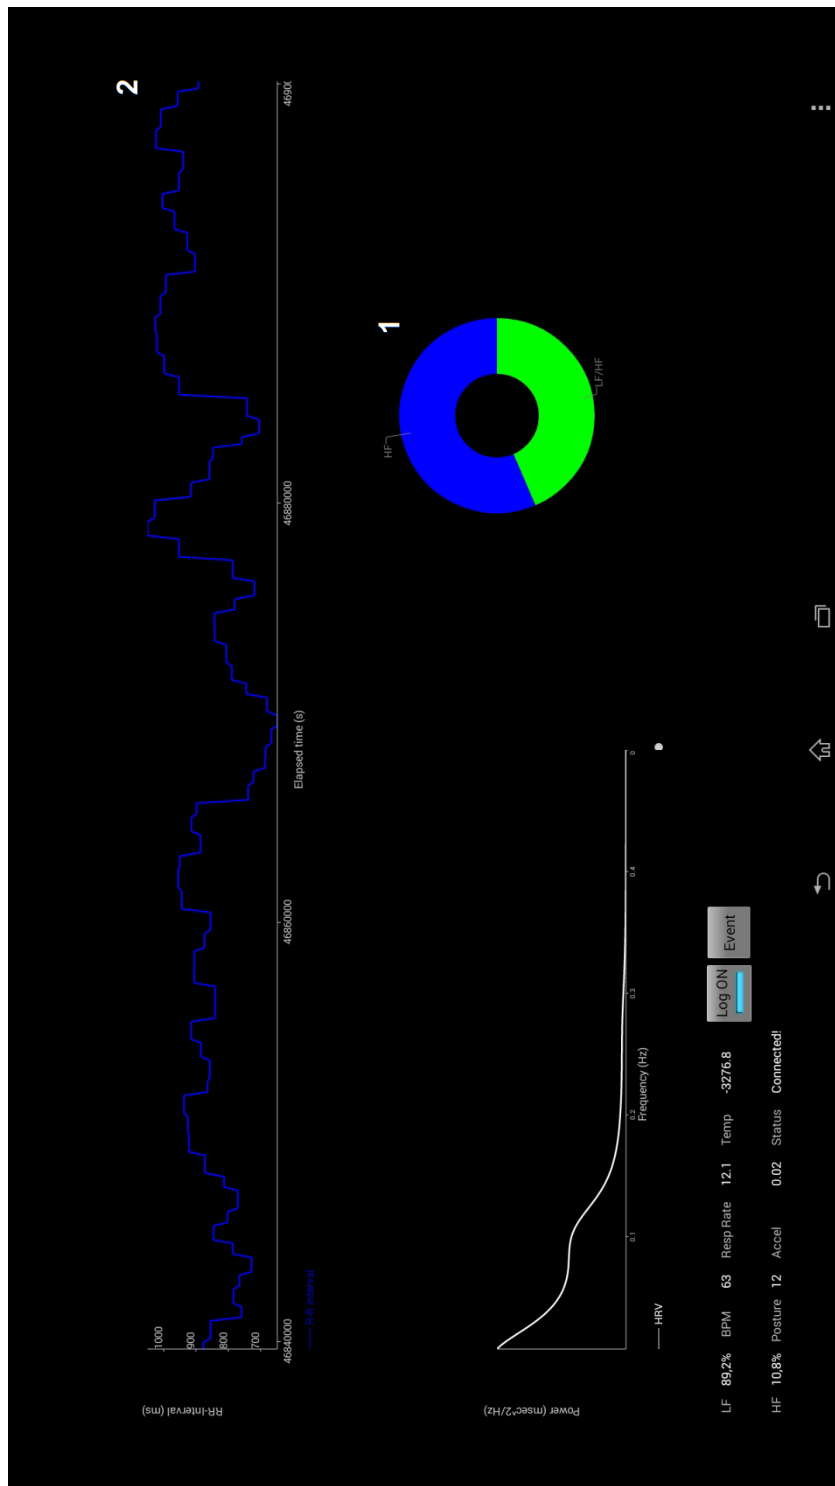 2
RR-Interval (ms)
1000
900
800
700
46840000
46860000
46880000
4690
Elapsed time (s)
R-R Interval
1
HF
LF/HF
Power (msec^2/Hz)
0.1
0.2
0.3
0.4
0
Frequency (Hz)
HRV
LF 89,2% BPM 63 Resp Rate 12.1 Temp -3276.8
HF 10,8% Posture 12 Accel 0.02 Status Connected!
Log ON
Event